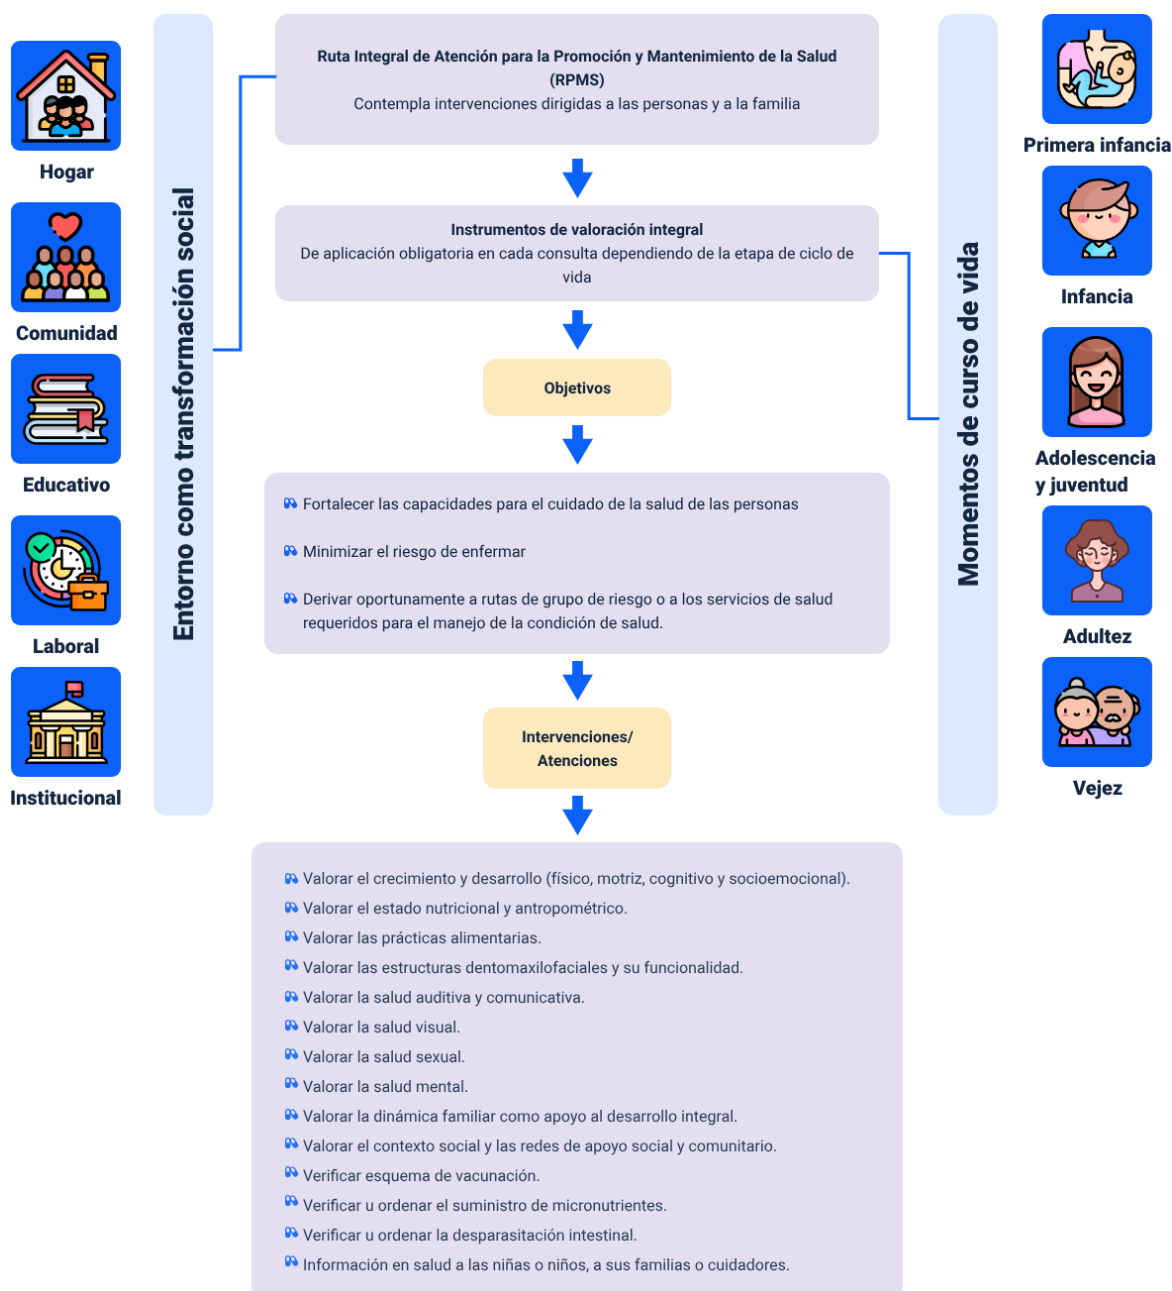 Hogar
Comunidad
Educativo
Laboral
Institucional
Entorno como transformación social
Ruta Integral de Atención para la Promoción y Mantenimiento de la Salud
(RPMS)
Contempla intervenciones dirigidas a las personas y a la familia
Instrumentos de valoración integral
De aplicación obligatoria en cada consulta dependiendo de la etapa de ciclo de
vida
Objetivos
Fortalecer las capacidades para el cuidado de la salud de las personas
Minimizar el riesgo de enfermar
Derivar oportunamente a rutas de grupo de riesgo o a los servicios de salud
requeridos para el manejo de la condición de salud.
Intervenciones/
Atenciones
Valorar el crecimiento y desarrollo (físico, motriz, cognitivo y socioemocional).
Valorar el estado nutricional y antropométrico.
Valorar las prácticas alimentarias.
Valorar las estructuras dentomaxilofaciales y su funcionalidad.
Valorar la salud auditiva y comunicativa.
Valorar la salud visual.
Valorar la salud sexual.
Valorar la salud mental.
Valorar la dinámica familiar como apoyo al desarrollo integral.
Valorar el contexto social y las redes de apoyo social y comunitario.
Verificar esquema de vacunación.
Verificar u ordenar el suministro de micronutrientes.
Verificar u ordenar la desparasitación intestinal.
Información en salud a las niñas o niños, a sus familias o cuidadores.
Momentos de curso de vida
Primera infancia
Infancia
Adolescencia
y juventud
Adultez
Vejez